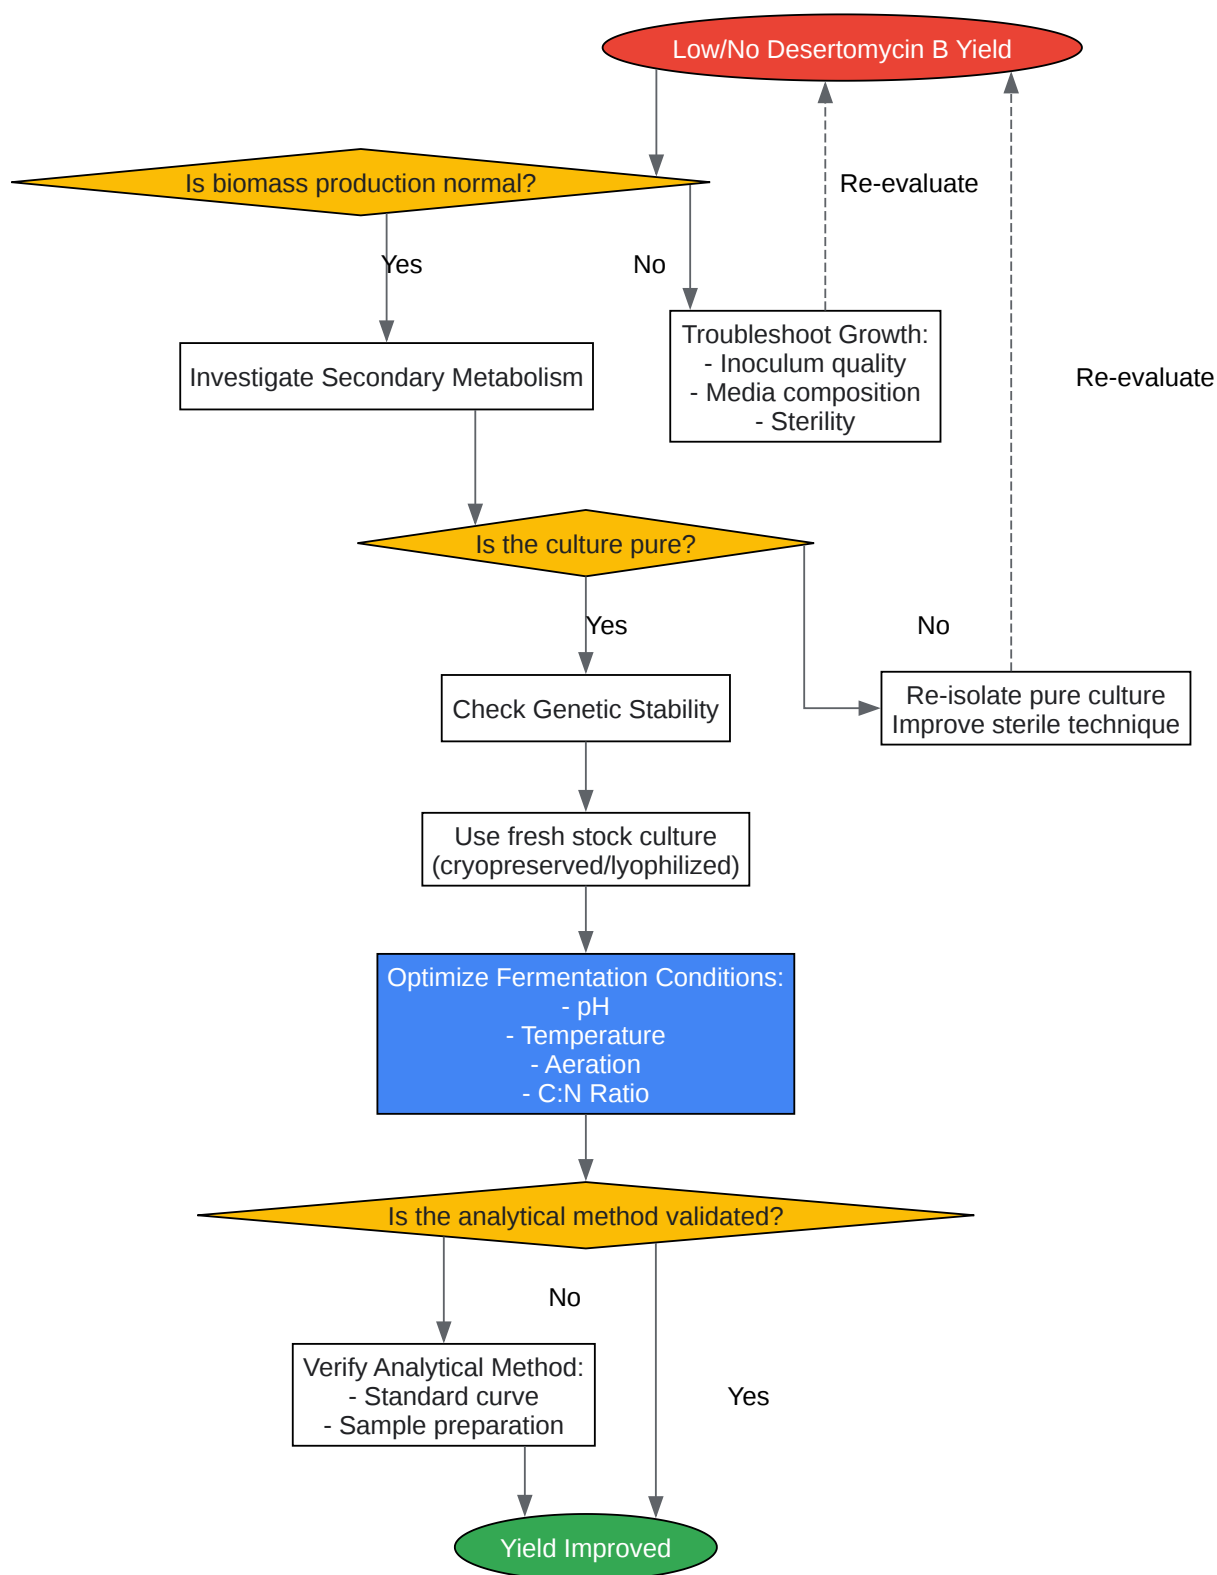 Low/No Desertomycin B Yield
Is biomass production normal?
Re-evaluate
Yes
No
Troubleshoot Growth:
- Inoculum quality
- Media composition
- Sterility
Investigate Secondary Metabolism
Re-evaluate
Is the culture pure?
Yes
No
Check Genetic Stability
Re-isolate pure culture
Improve sterile technique
Use fresh stock culture
(cryopreserved/lyophilized)
Optimize Fermentation Conditions:
- pH
- Temperature
- Aeration
- C:N Ratio
Is the analytical method validated?
No
Verify Analytical Method:
- Standard curve
- Sample preparation
Yes
Yield Improved